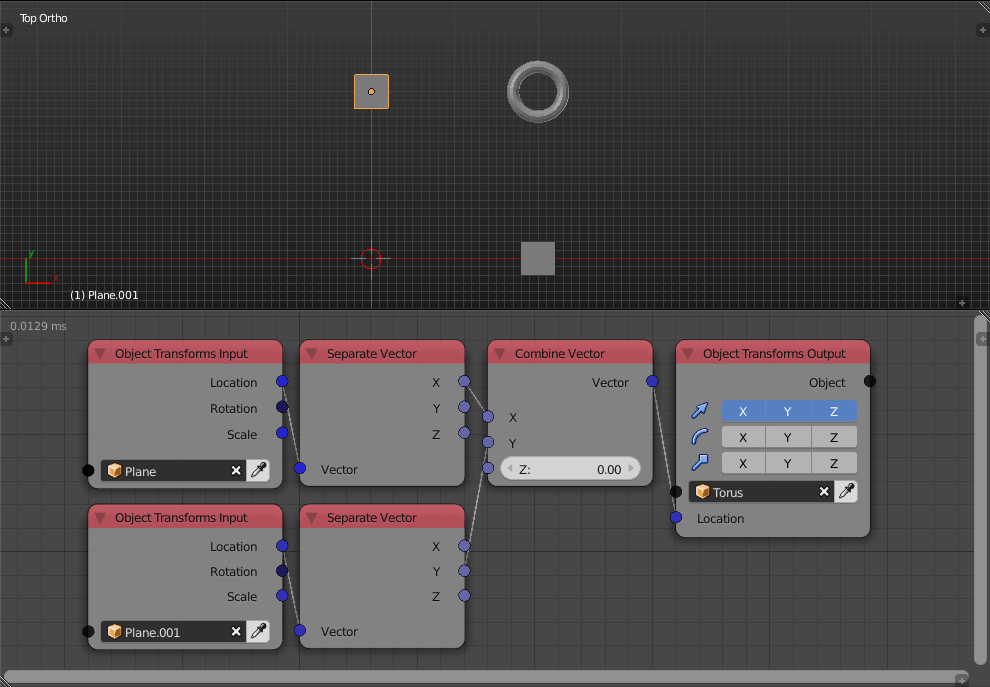 Top Ortho
y
x
(1) Plane.001
0.0129 ms
Object Transforms Input
Location
Rotation
Scale
Plane
Separate Vector
X
Y
Z
Vector
Combine Vector
Vector
X
Y
Z: 0.00
Object Transforms Output
Object
X Y Z
X Y Z
X Y Z
Torus
Location
Object Transforms Input
Location
Rotation
Scale
Plane.001
Separate Vector
X
Y
Z
Vector